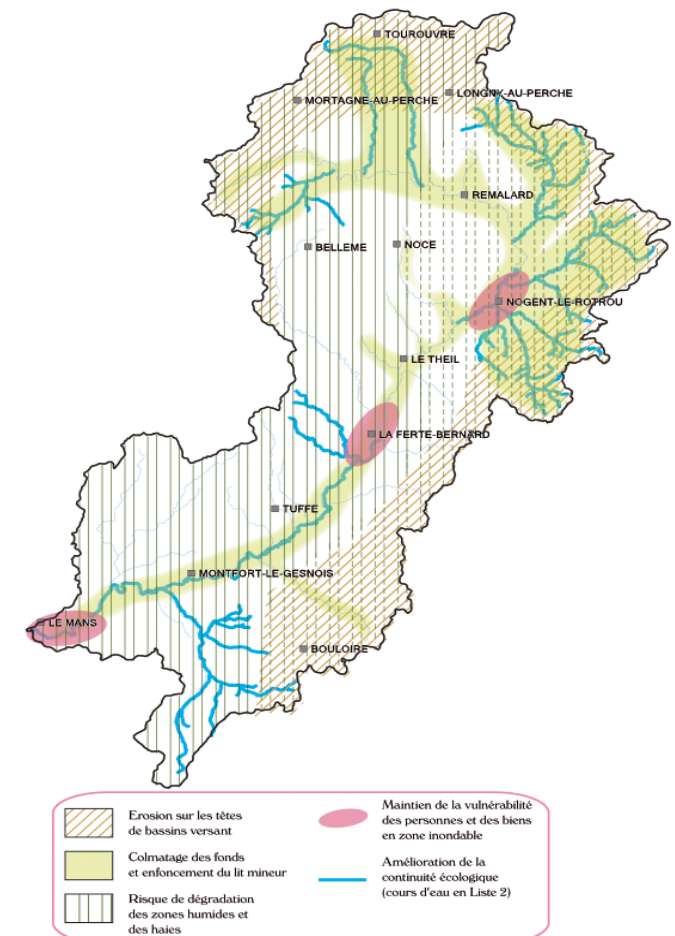 TOUROUVRE
LONGNY-AU-PERCHE
MORTAGNE-AU-PERCHE
REMALARD
BELLEME
NOCE
NOGENT-LE-ROTROU
LE THEIL
LA FERTE-BERNARD
TUFFE
MONTFORT-LE-GESNOIS
LE MANS
BOULOIRE
Erosion sur les têtes
de bassins versant
Colmatage des fonds
et enfoncement du lit mineur
Risque de dégradation
des zones humides et
des haies
Maintien de la vulnérabilité
des personnes et des biens
en zone inondable
Amélioration de la
continuité écologique
(cours d'eau en Liste 2)